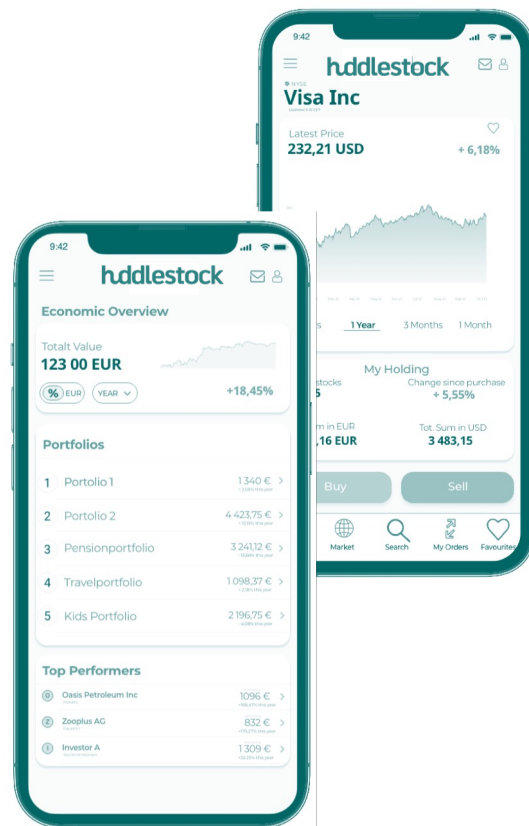 9:42
huddlestock
NYSE
Visa Inc
Latest Price
232,21 USD
+ 6,18%
1 Year
3 Months
1 Month
My Holding
Change since purchase
+ 5,55%
Tot. Sum in USD
,16 EUR
3 483,15
Buy
Sell
Market
Search
My Orders
Favourites
9:42
huddlestock
Economic Overview
Totalt Value
123 00 EUR
% EUR
YEAR
+18,45%
Portfolios
1 Portolio 1 1 340 €
2 Portolio 2 4 423,75 €
3 Pensionportfolio 3 241,12 €
4 Travelportfolio 1 098,37 €
5 Kids Portfolio 2 196,75 €
Top Performers
O Oasis Petroleum Inc 1096 €
Z Zooplus AG 832 €
I Investor A 1 309 €